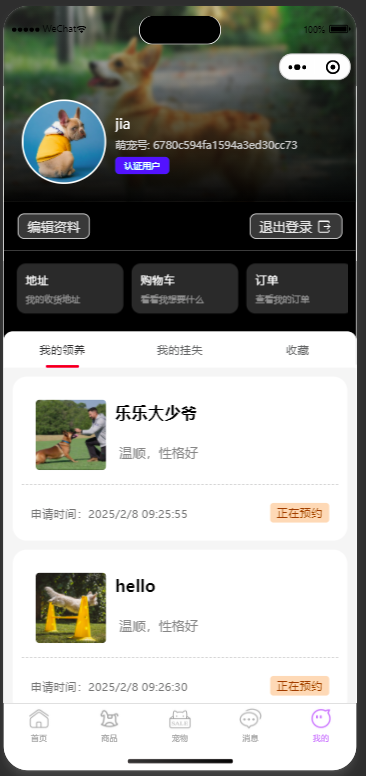 WeChat 100%
jia
萌宠号: 6780c594fa1594a3ed30cc73
认证用户
编辑资料 退出登录
地址 购物车 订单
我的收货地址 看看我想要什么 查看我的订单
我的领养 我的挂失 收藏
乐乐大少爷
温顺，性格好
申请时间：2025/2/8 09:25:55 正在预约
hello
温顺，性格好
申请时间：2025/2/8 09:26:30 正在预约
SALE
首页 商品 宠物 消息 我的